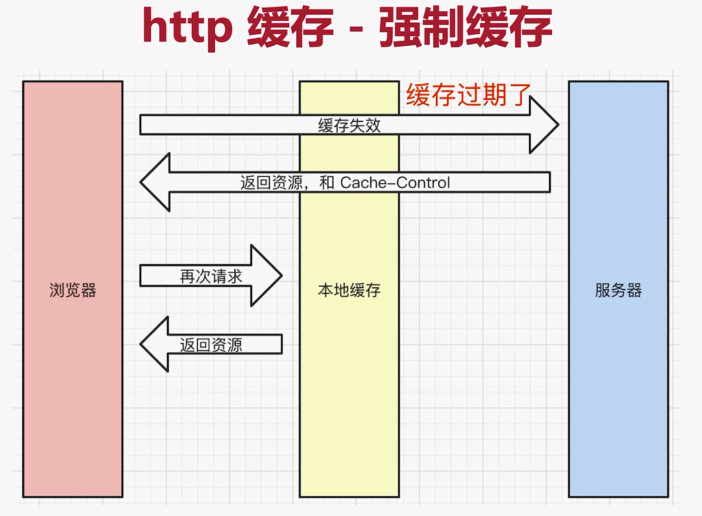 http 缓存 - 强制缓存
缓存过期了
缓存失效
返回资源，和 Cache-Control
再次请求
浏览器
本地缓存
服务器
返回资源